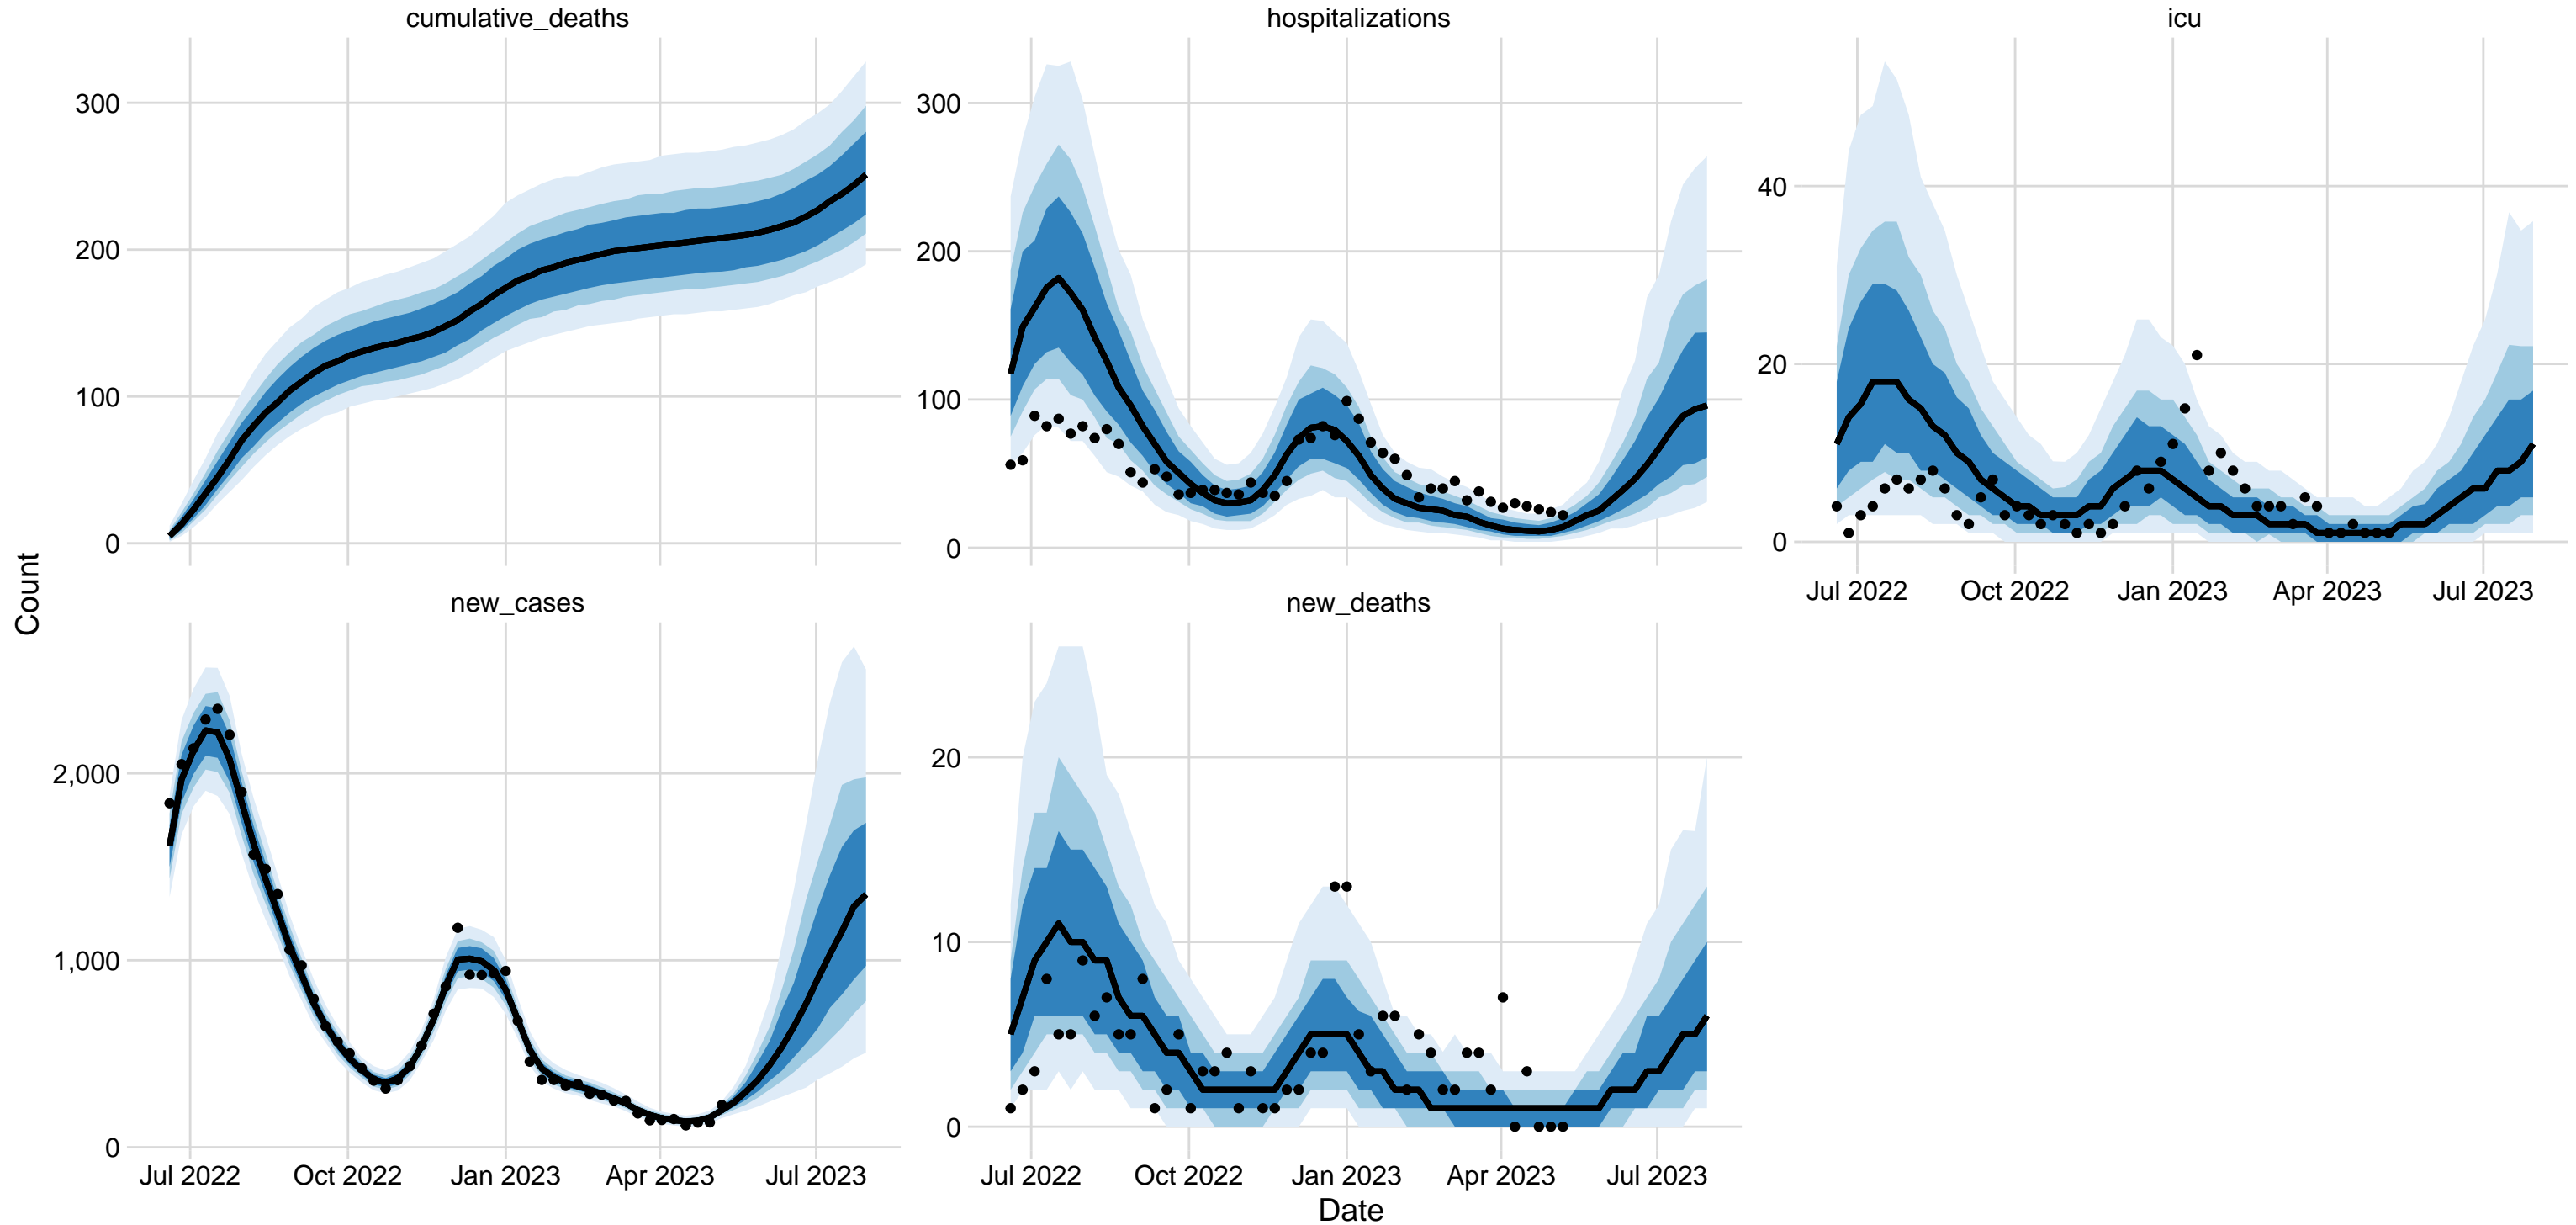 cumulative_deaths hospitalizations icu
300 300
40
200 200
20
100 100
0 0 0
Jul 2022 Oct 2022 Jan 2023 Apr 2023 Jul 2023
Count
new_cases new_deaths
2,000 20
1,000 10
0 0
Jul 2022 Oct 2022 Jan 2023 Apr 2023 Jul 2023 Jul 2022 Oct 2022 Jan 2023 Apr 2023 Jul 2023
Date